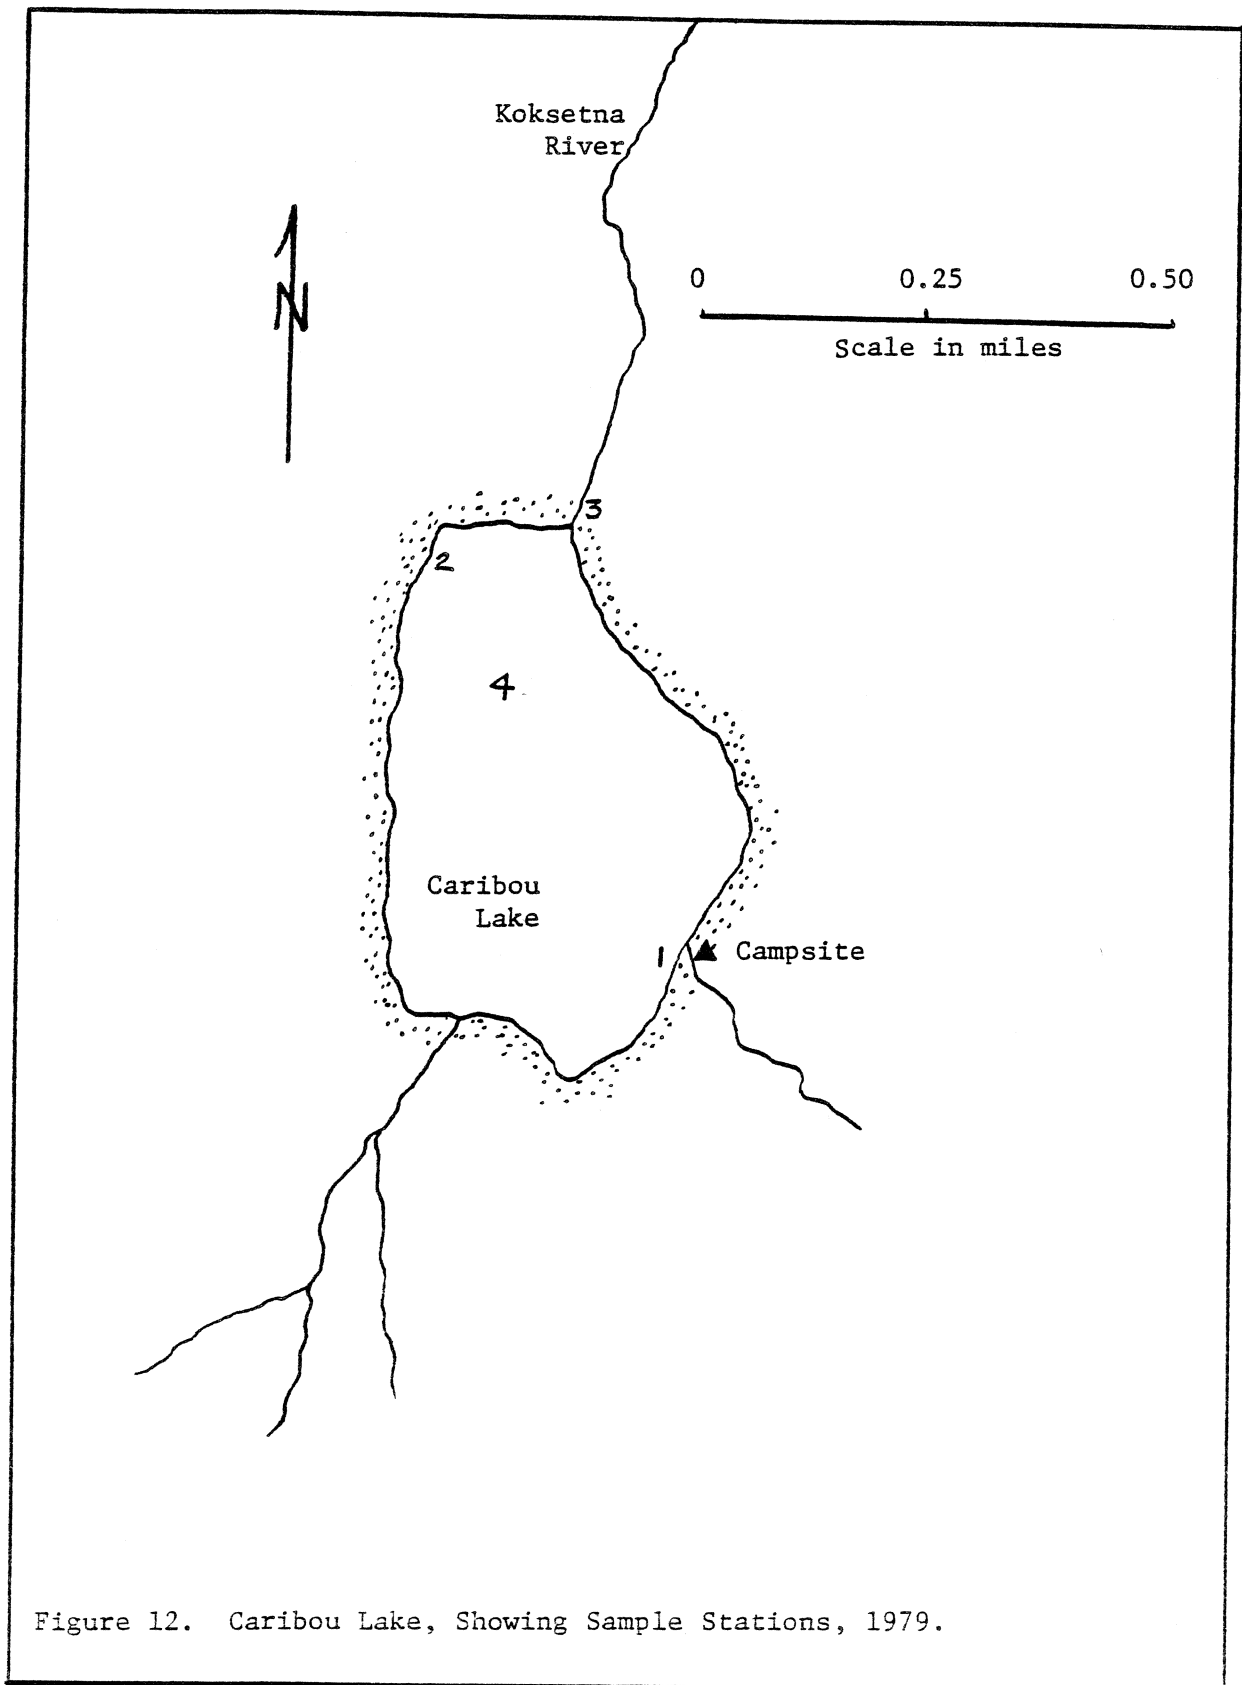 Koksetna
River
N
0 0.25 0.50
Scale in miles
3
2
4
Caribou
Lake
1 Campsite
Figure 12. Caribou Lake, Showing Sample Stations, 1979.